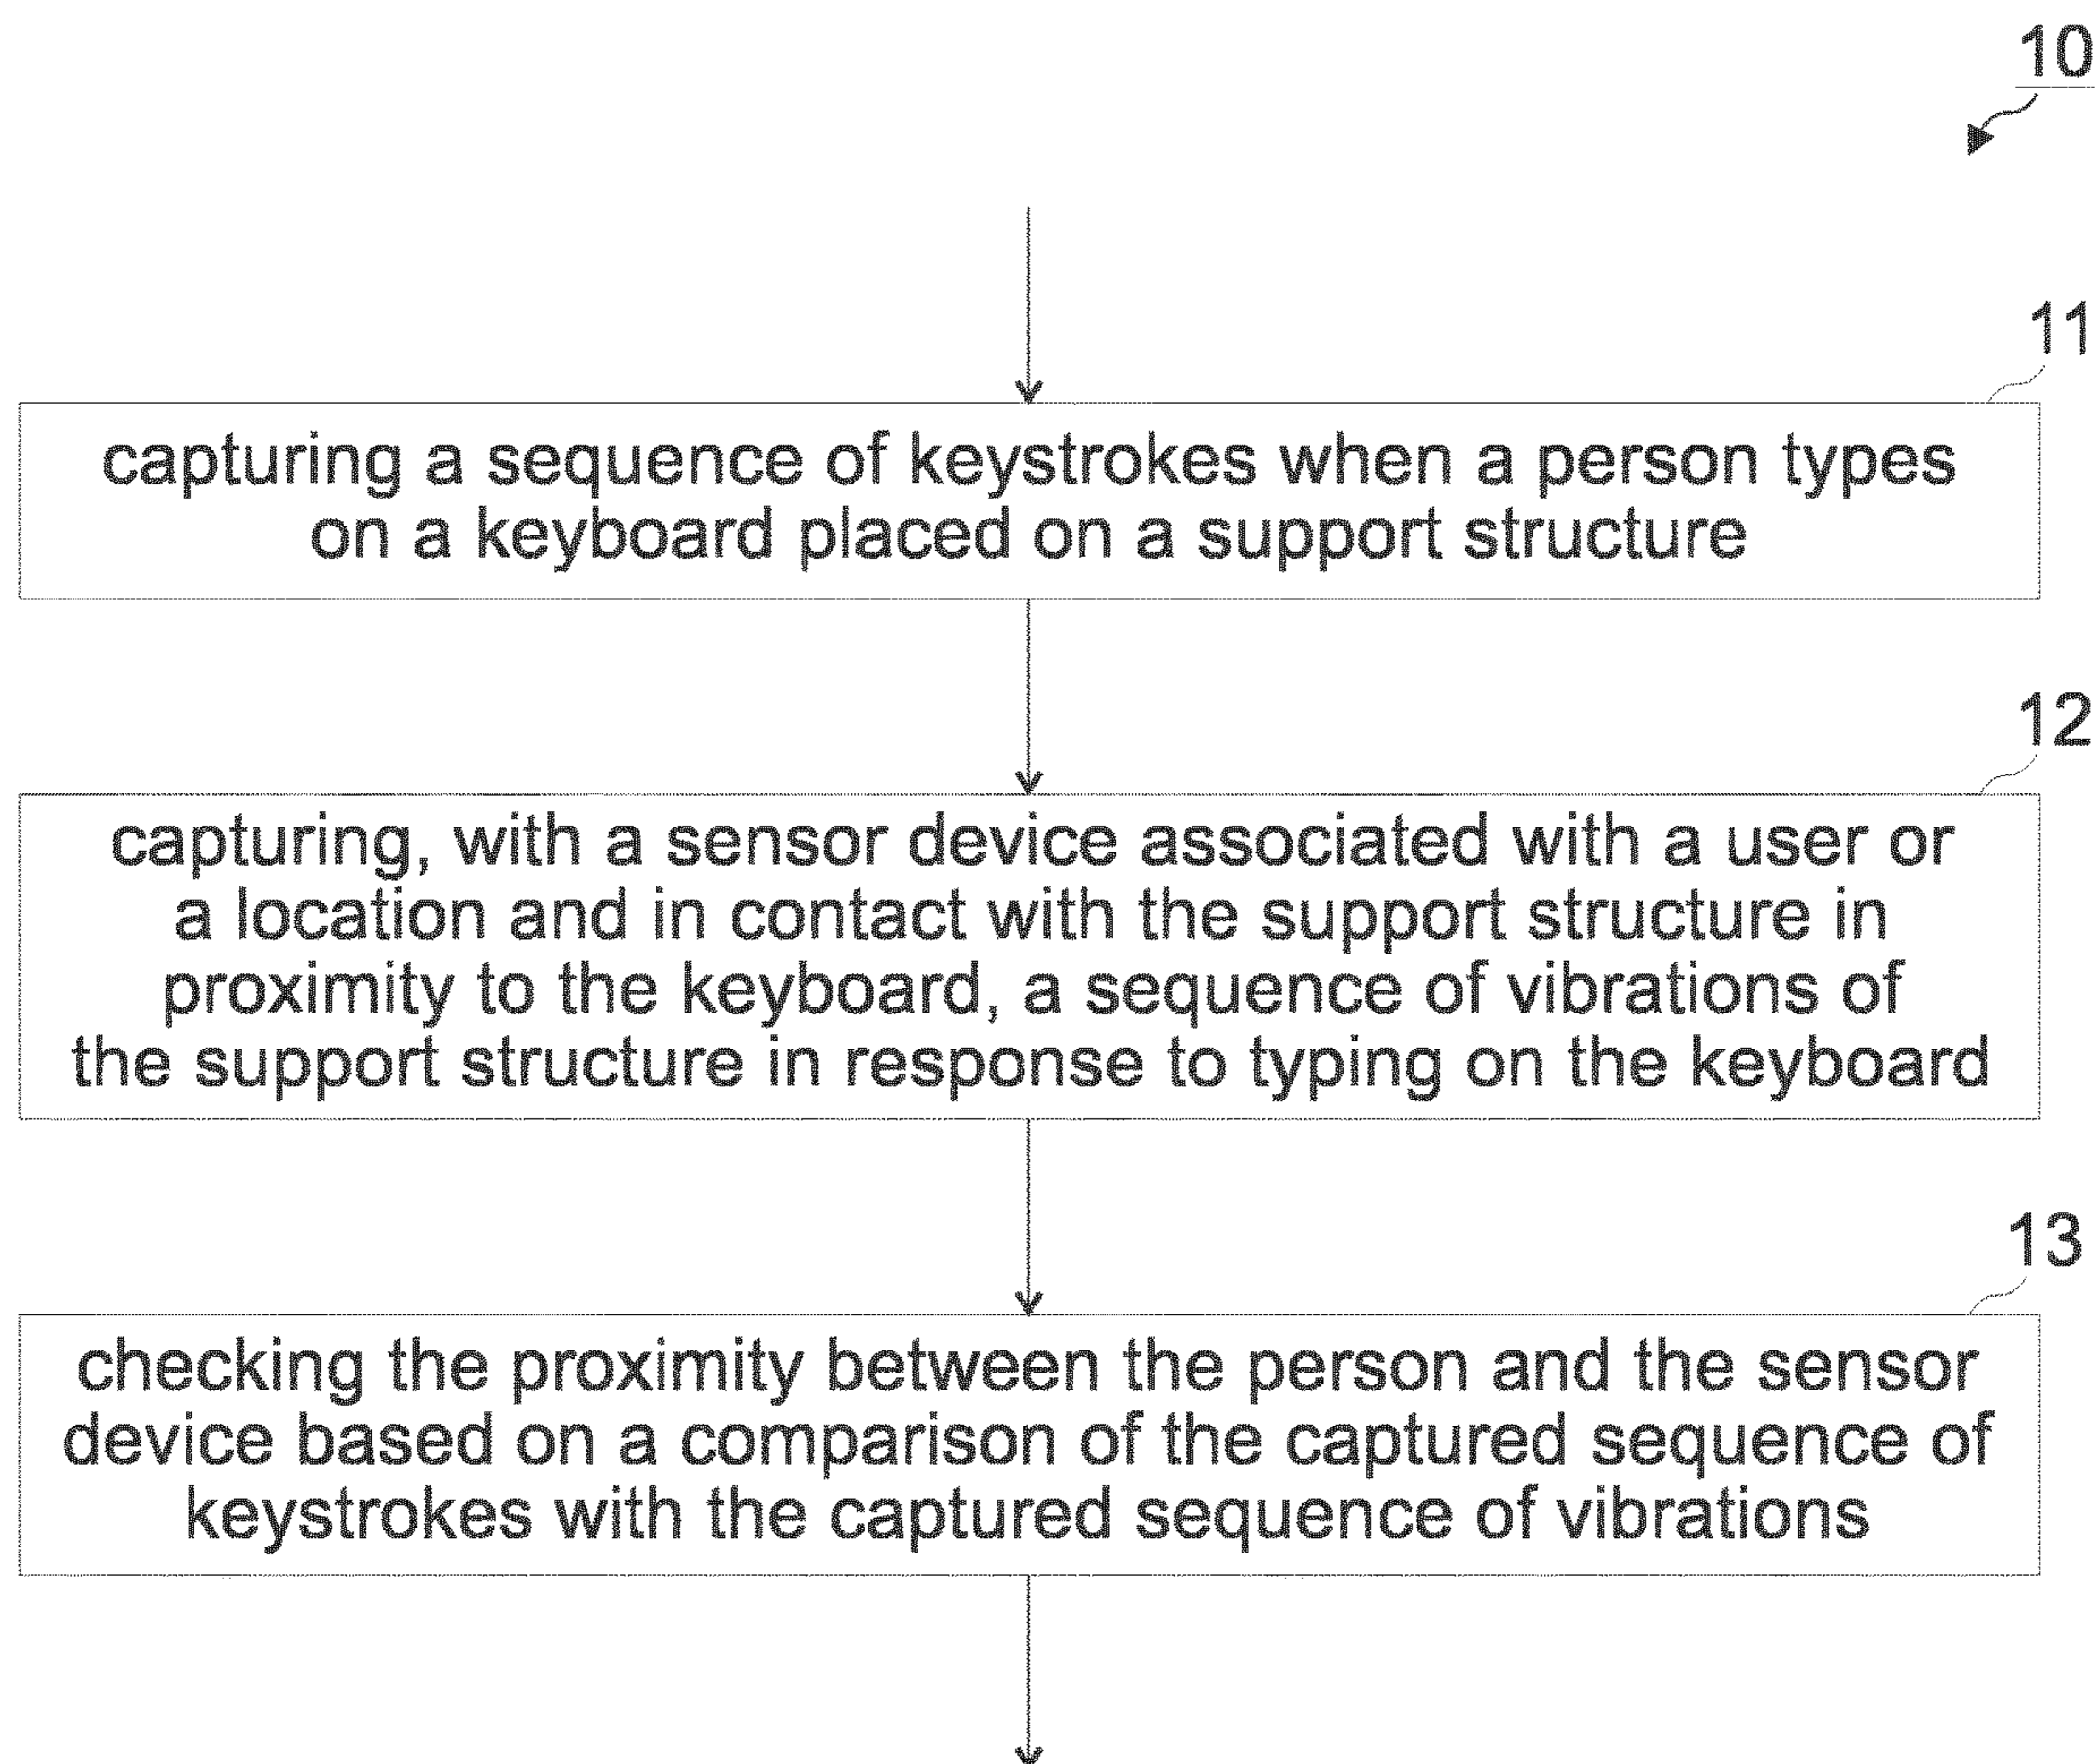 10
11
capturing a sequence of keystrokes when a person types
on a keyboard placed on a support structure
12
capturing, with a sensor device associated with a user or
a location and in contact with the support structure in
proximity to the keyboard, a sequence of vibrations of
the support structure in response to typing on the keyboard
13
checking the proximity between the person and the sensor
device based on a comparison of the captured sequence of
keystrokes with the captured sequence of vibrations